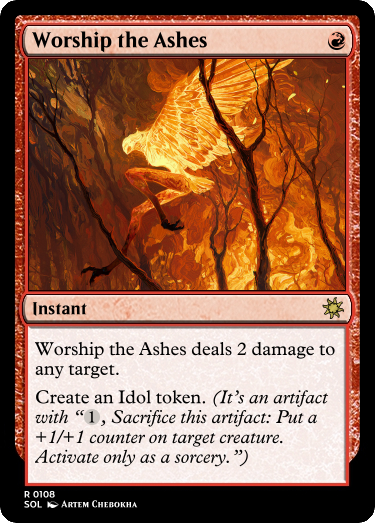 Worship the Ashes
Instant
Worship the Ashes deals 2 damage to
any target.
Create an Idol token. (It's an artifact
with “1, Sacrifice this artifact: Put a
+1/+1 counter on target creature.
Activate only as a sorcery.”)
R 0108
SOL Artem Chebokha